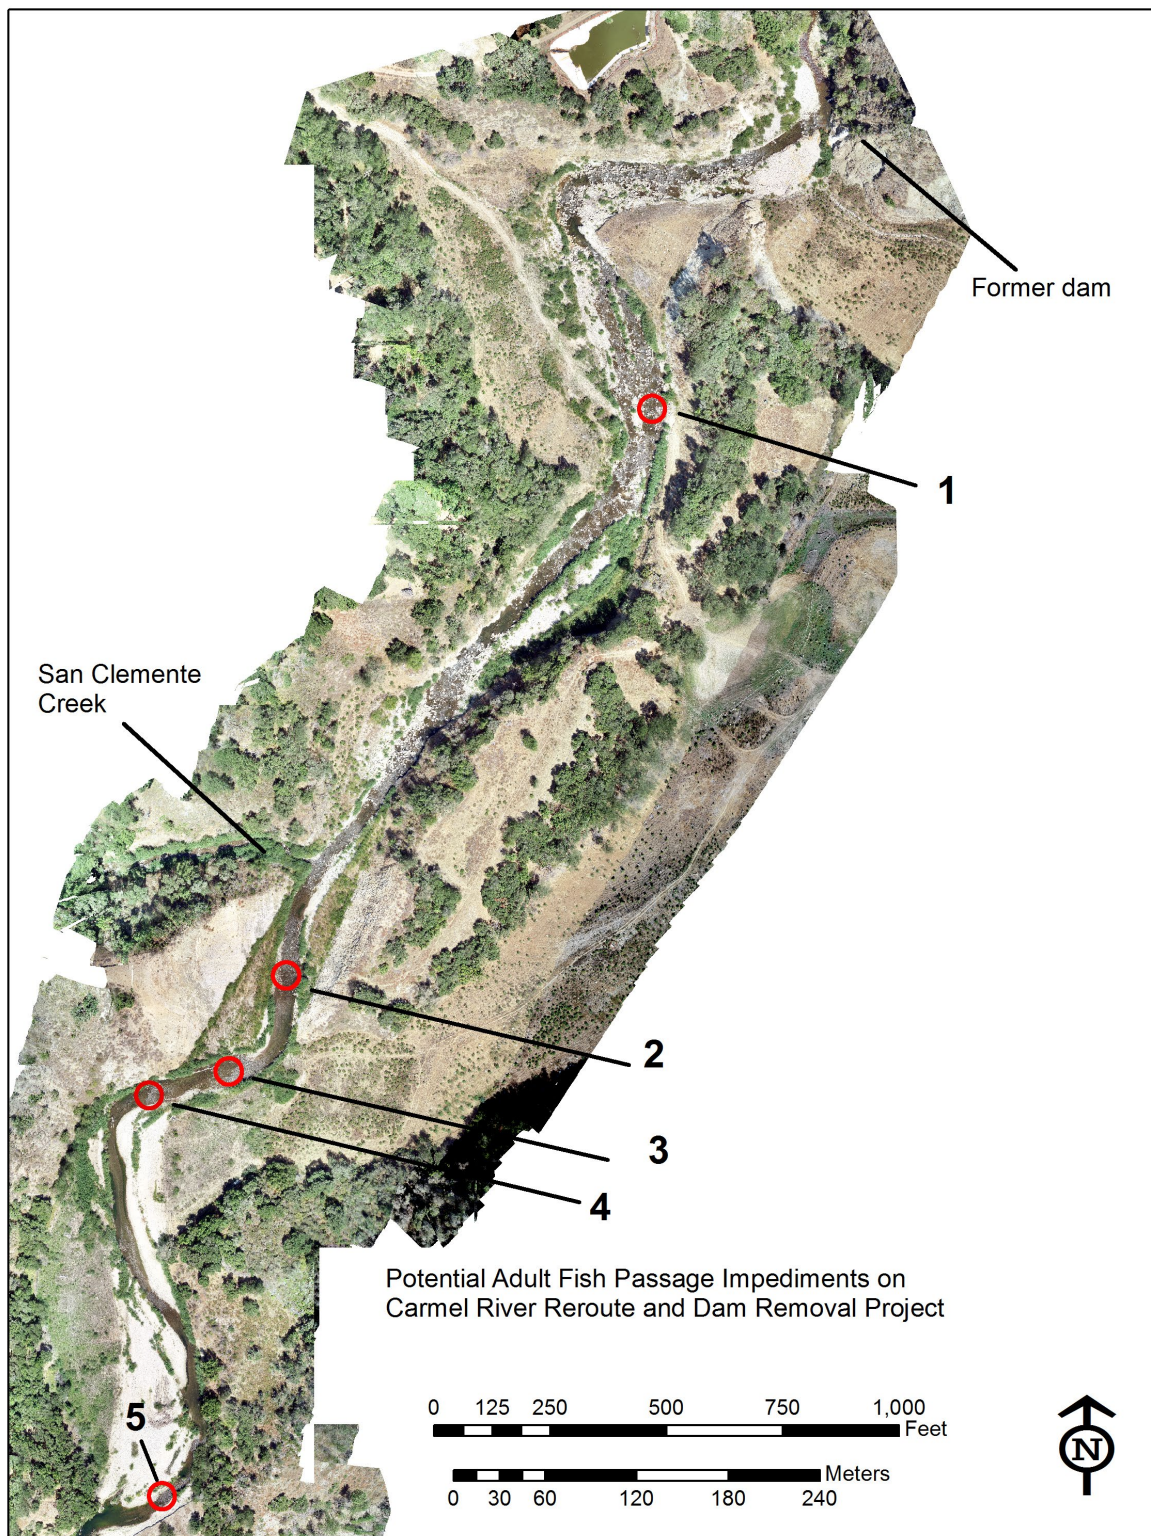 Former dam
1
San Clemente
Creek
2
3
4
Potential Adult Fish Passage Impediments on
Carmel River Reroute and Dam Removal Project
0 125 250 500 750 1,000
Feet
5
Meters
0 30 60 120 180 240
N